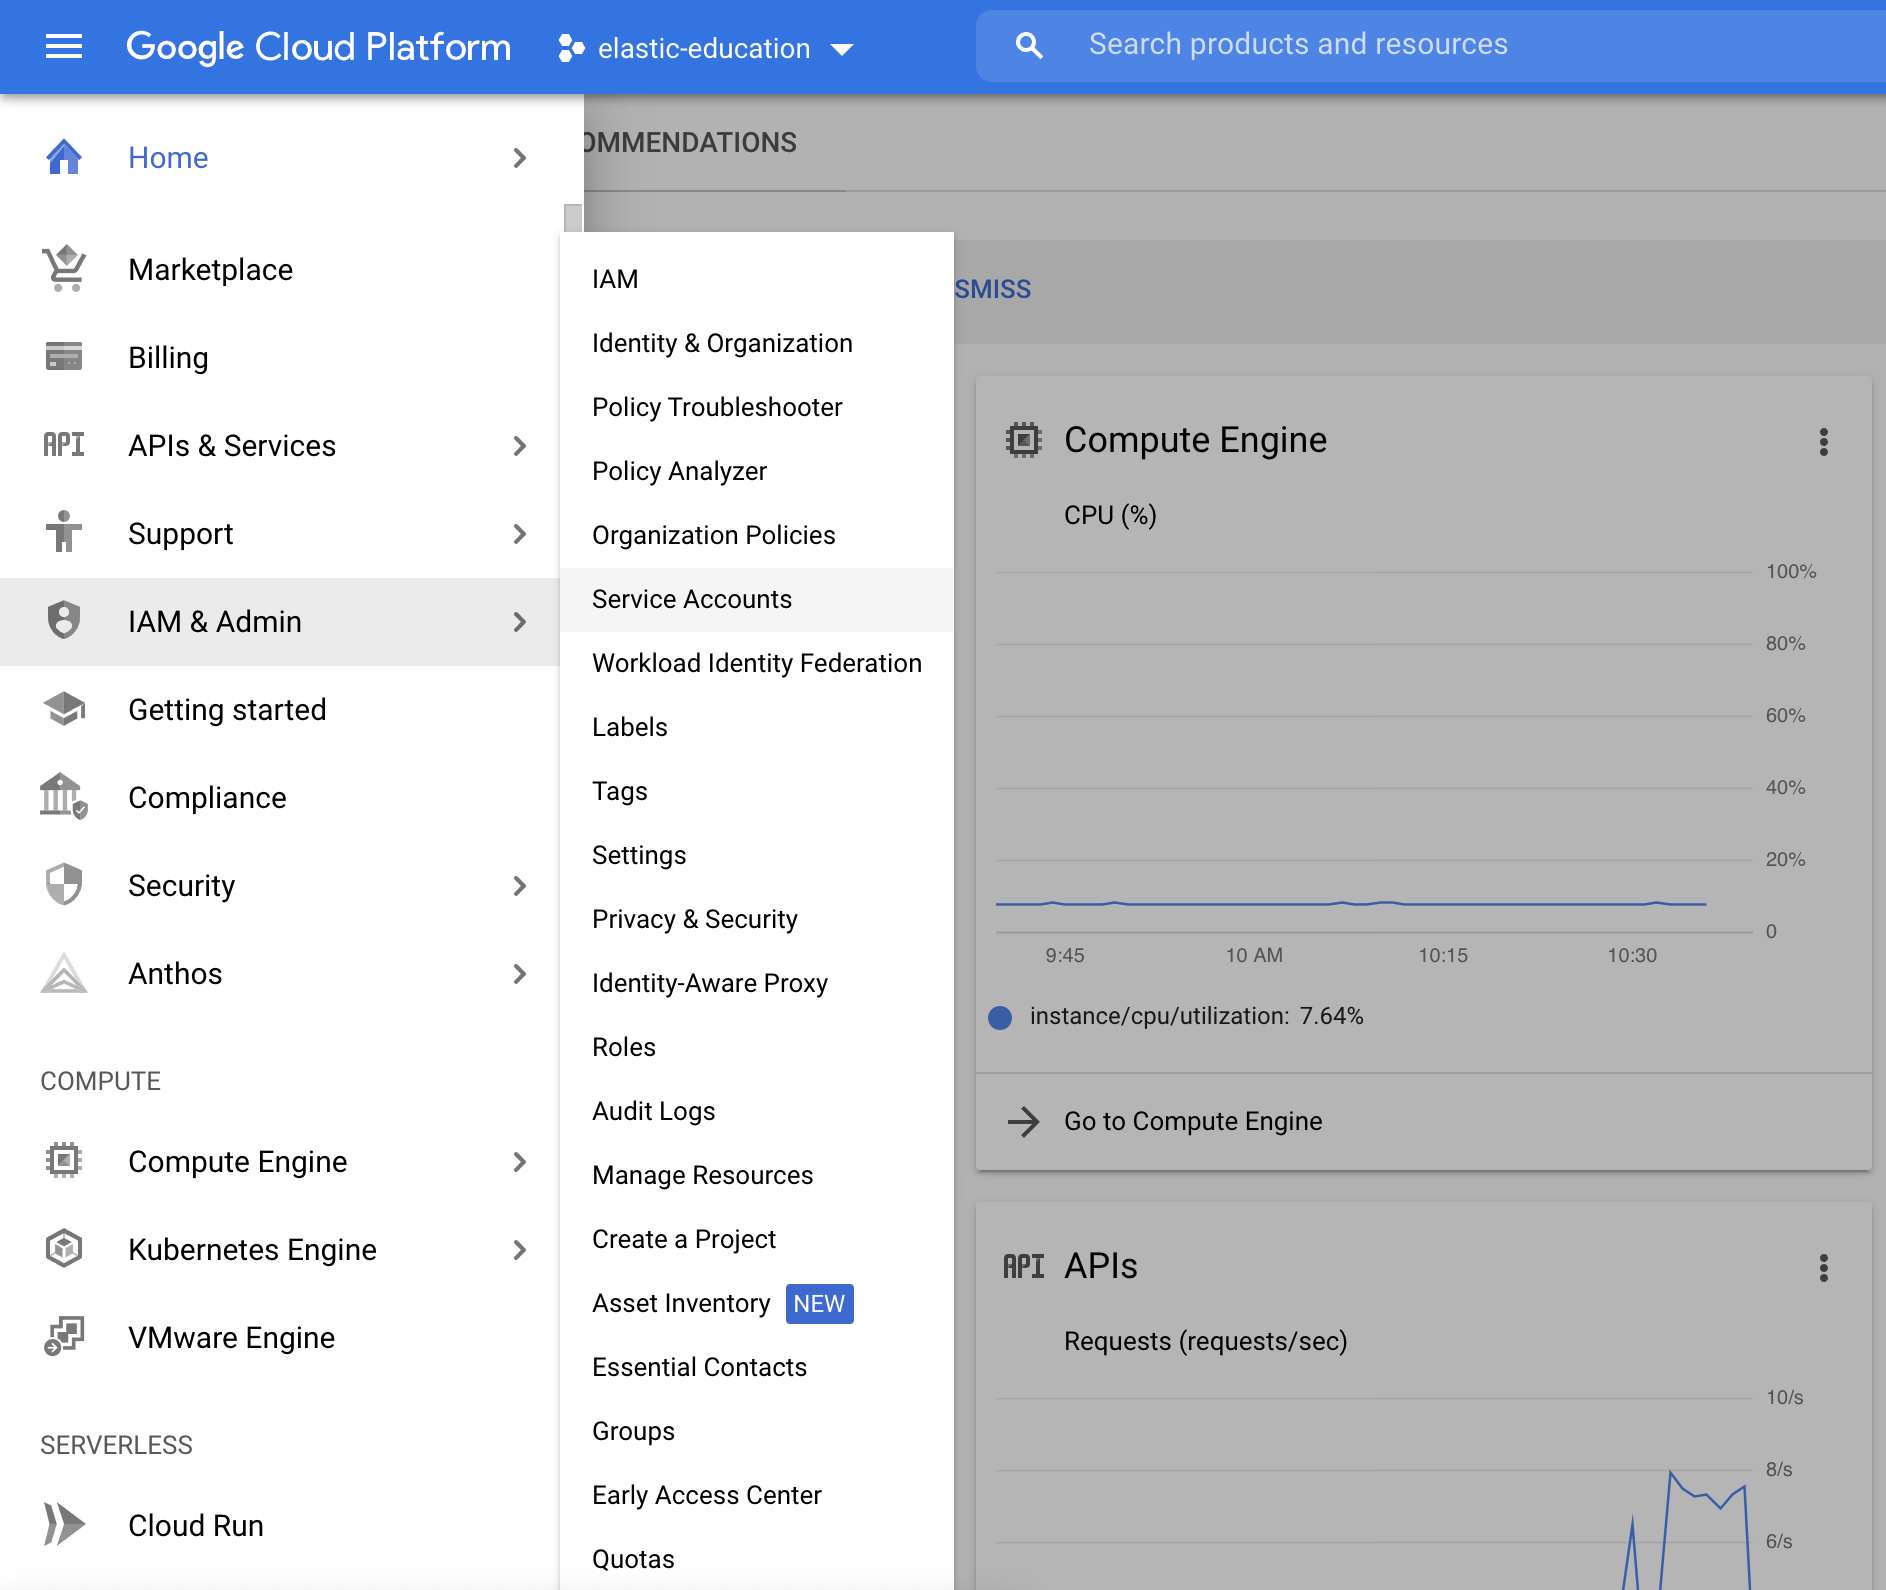 Google Cloud Platform
elastic-education
Search products and resources
Home
Marketplace
Billing
API
APIs & Services
Support
IAM & Admin
Getting started
Compliance
Security
Anthos
COMPUTE
Compute Engine
Kubernetes Engine
VMware Engine
SERVERLESS
Cloud Run
IAM
Identity & Organization
Policy Troubleshooter
Policy Analyzer
Organization Policies
Service Accounts
Workload Identity Federation
Labels
Tags
Settings
Privacy & Security
Identity-Aware Proxy
Roles
Audit Logs
Manage Resources
Create a Project
Asset Inventory NEW
Essential Contacts
Groups
Early Access Center
Quotas
OMMENDATIONS
SMISS
Compute Engine
CPU (%)
100%
80%
60%
40%
20%
0
9:45 10 AM 10:15 10:30
instance/cpu/utilization: 7.64%
Go to Compute Engine
API APIs
Requests (requests/sec)
10/s
8/s
6/s